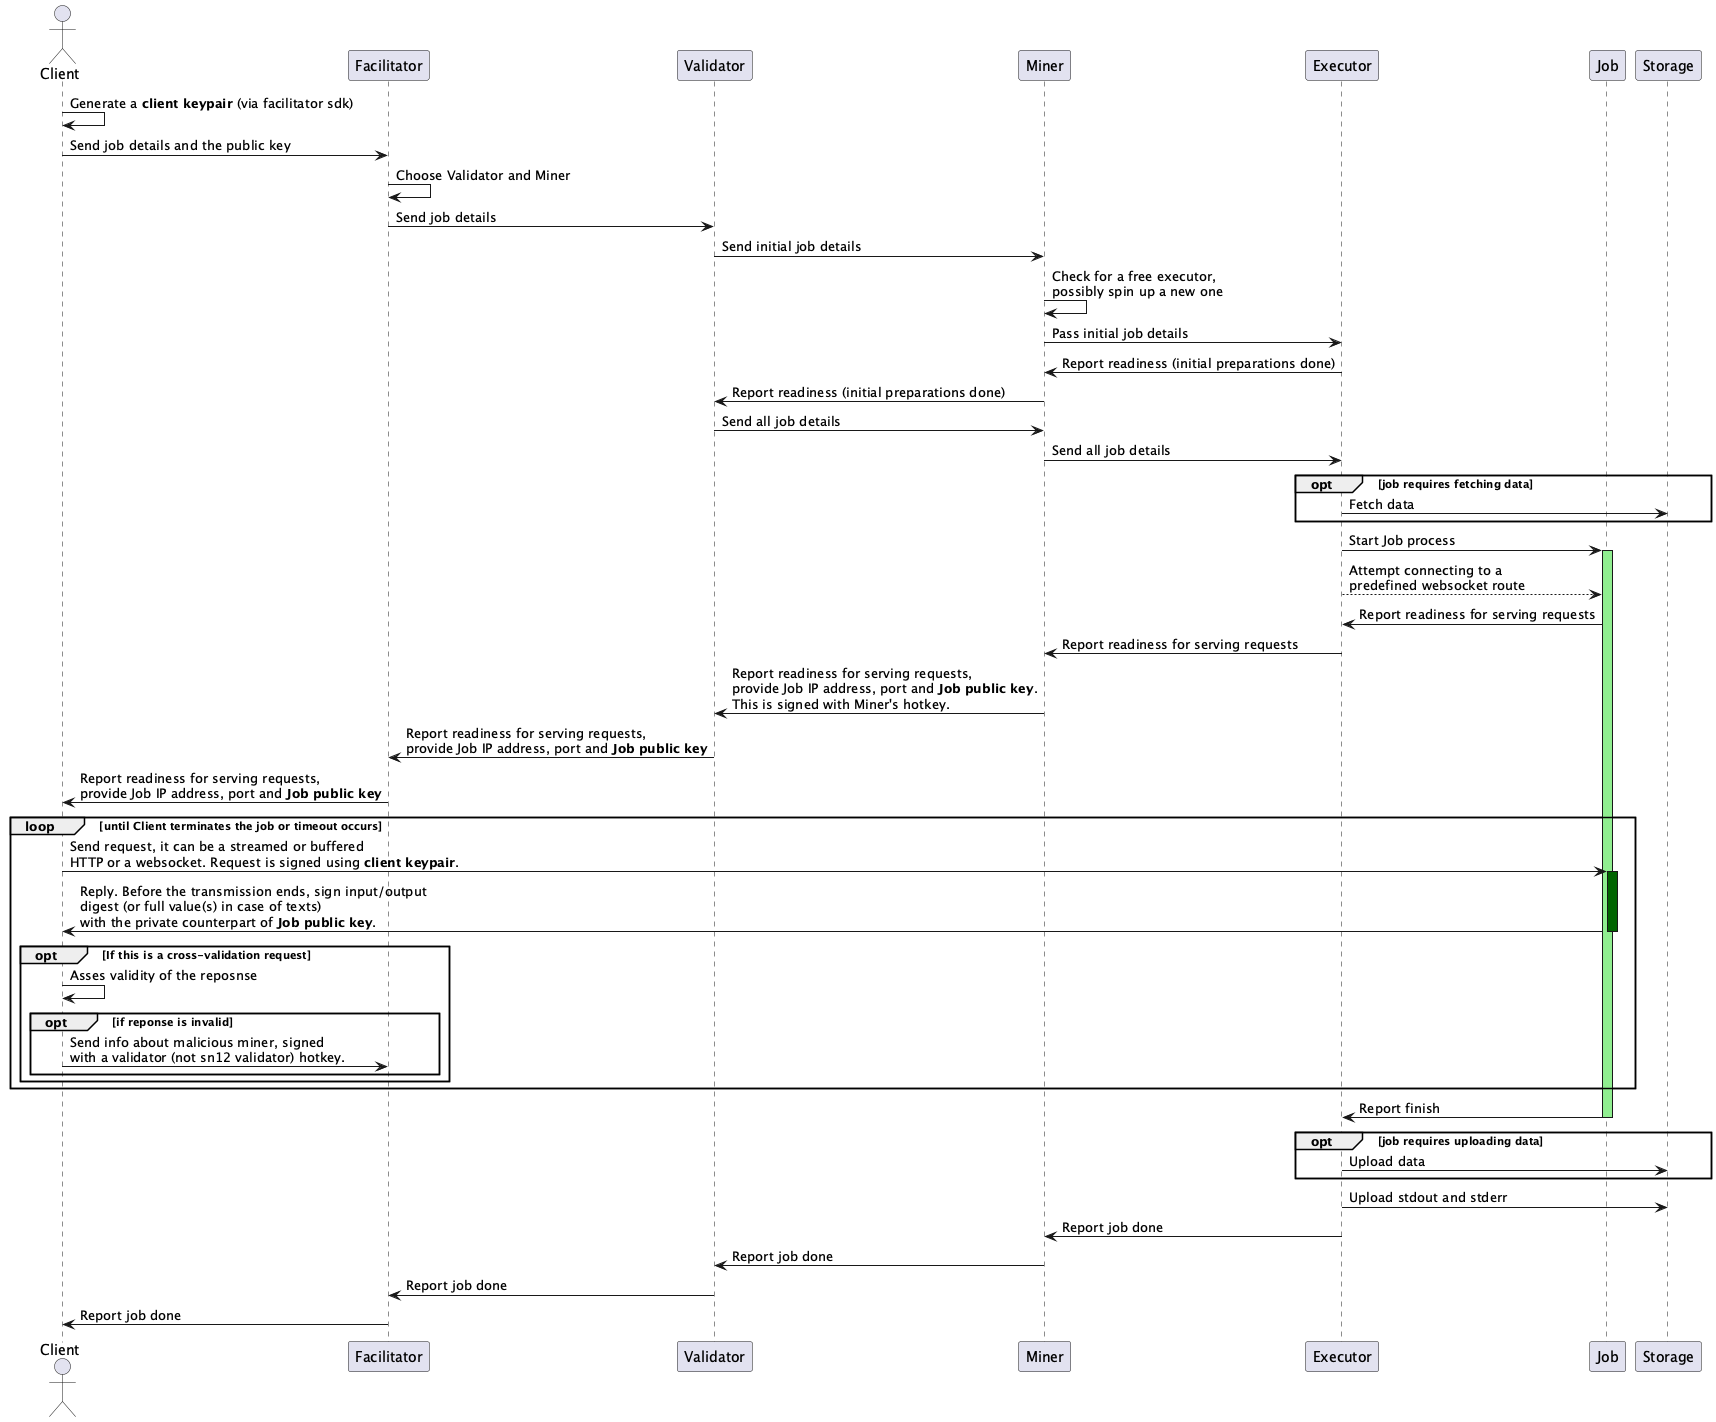 Client
Facilitator
Validator
Miner
Executor
Job
Storage
Generate a client keypair (via facilitator sdk)
Send job details and the public key
Choose Validator and Miner
Send job details
Send initial job details
Check for a free executor,
possibly spin up a new one
Pass initial job details
Report readiness (initial preparations done)
Report readiness (initial preparations done)
Send all job details
Send all job details
opt
[job requires fetching data]
Fetch data
Start Job process
Attempt connecting to a
predefined websocket route
Report readiness for serving requests
Report readiness for serving requests
Report readiness for serving requests,
provide Job IP address, port and Job public key.
This is signed with Miner's hotkey.
Report readiness for serving requests,
provide Job IP address, port and Job public key
Report readiness for serving requests,
provide Job IP address, port and Job public key
loop
[until Client terminates the job or timeout occurs]
Send request, it can be a streamed or buffered
HTTP or a websocket. Request is signed using client keypair.
Reply. Before the transmission ends, sign input/output
digest (or full value(s) in case of texts)
with the private counterpart of Job public key.
opt
[If this is a cross-validation request]
Asses validity of the reposnse
opt
[if reponse is invalid]
Send info about malicious miner, signed
with a validator (not sn12 validator) hotkey.
Report finish
opt
[job requires uploading data]
Upload data
Upload stdout and stderr
Report job done
Report job done
Report job done
Report job done
Client
Facilitator
Validator
Miner
Executor
Job
Storage